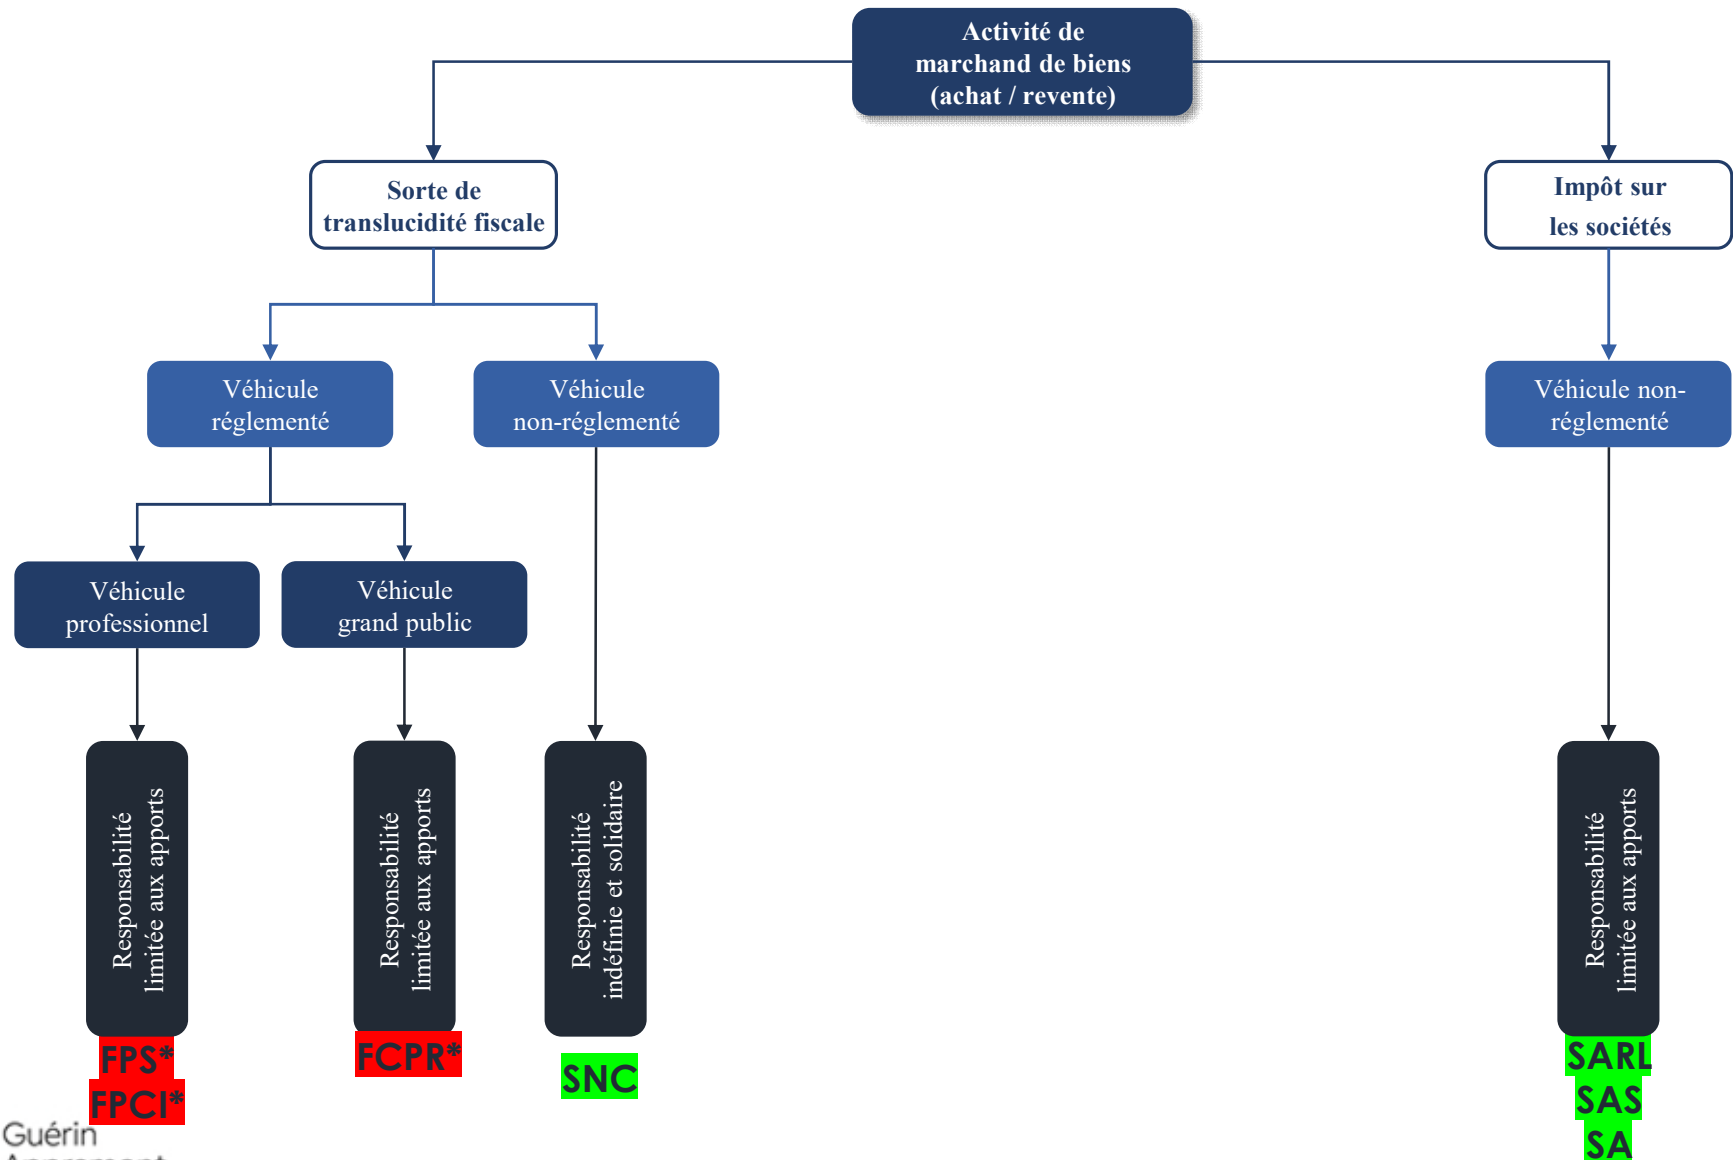 Activité de
marchand de biens
(achat / revente)
Sorte de
translucidité fiscale
Impôt sur
les sociétés
Véhicule
réglementé
Véhicule
non-réglementé
Véhicule non-
réglementé
Véhicule
professionnel
Véhicule
grand public
Responsabilité
limitée aux apports
Responsabilité
limitée aux apports
Responsabilité
indéfinie et solidaire
Responsabilité
limitée aux apports
FPS*
FPCI*
FCPR*
SNC
SARL
SAS
SA
Guérin